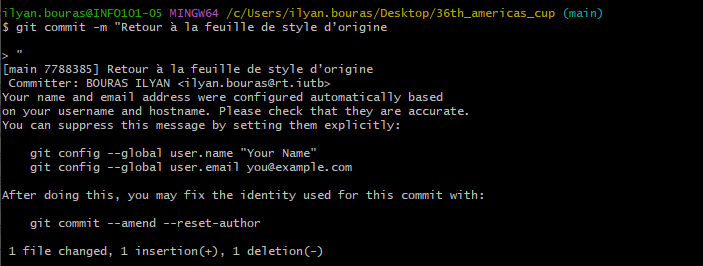 ilyan.bouras@INFO101-05 MINGW64 /c/Users/ilyan.bouras/Desktop/36th_americas_cup (main)
$ git commit -m "Retour à la feuille de style d’origine
> "
[main 7788385] Retour à la feuille de style d’origine
Committer: BOURAS ILYAN <ilyan.bouras@rt.iutb>
Your name and email address were configured automatically based
on your username and hostname. Please check that they are accurate.
You can suppress this message by setting them explicitly:
git config --global user.name "Your Name"
git config --global user.email you@example.com
After doing this, you may fix the identity used for this commit with:
git commit --amend --reset-author
1 file changed, 1 insertion(+), 1 deletion(-)